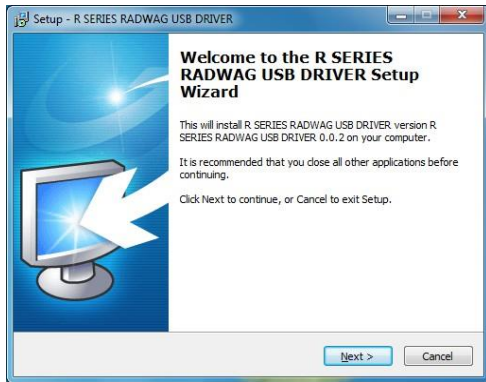 Setup - R SERIES RADWAG USB DRIVER
Welcome to the R SERIES
RADWAG USB DRIVER Setup
Wizard
This will install R SERIES RADWAG USB DRIVER version R
SERIES RADWAG USB DRIVER 0.0.2 on your computer.
It is recommended that you close all other applications before
continuing.
Click Next to continue, or Cancel to exit Setup.
Next >
Cancel